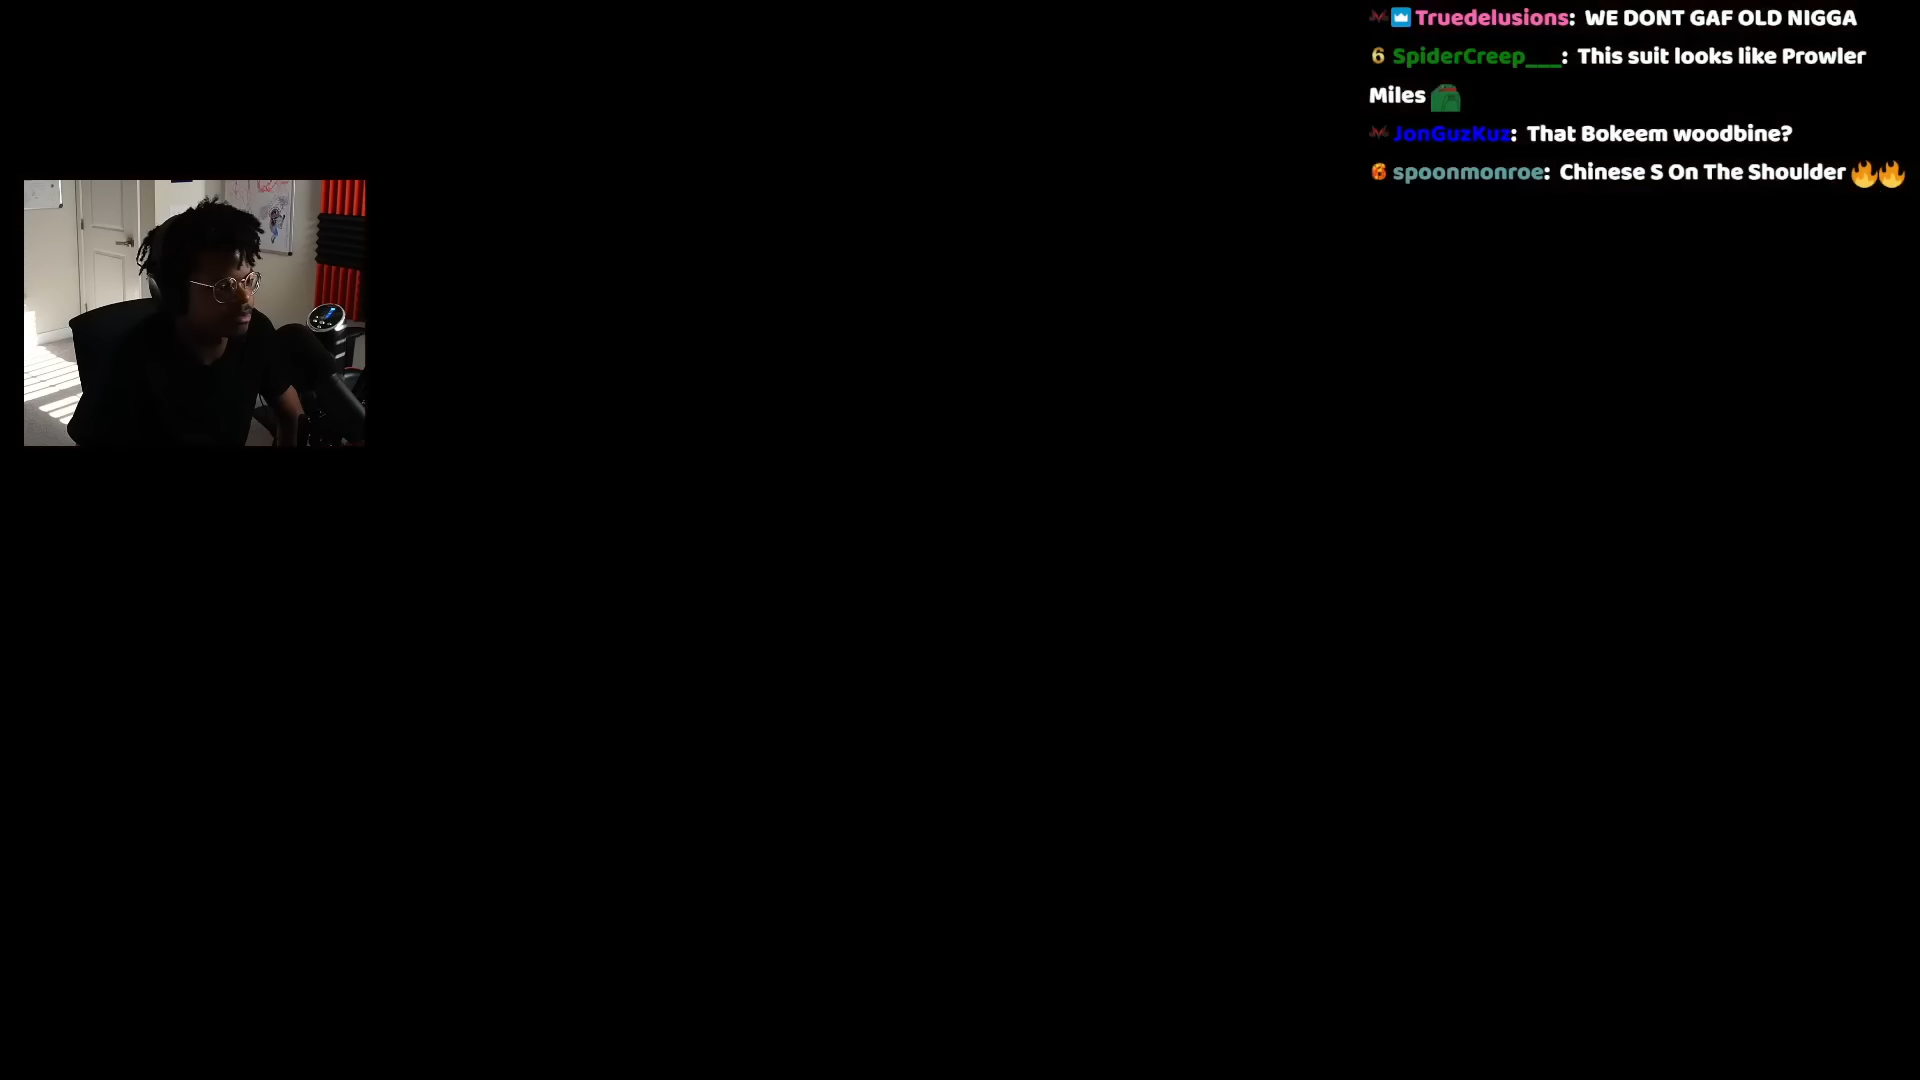 Truedelusions: WE DONT GAF OLD NIGGA
6 SpiderCreep___: This suit looks like Prowler
Miles
JonGuzKuz: That Bokeem woodbine?
6 spoonmonroe: Chinese S On The Shoulder 🔥🔥